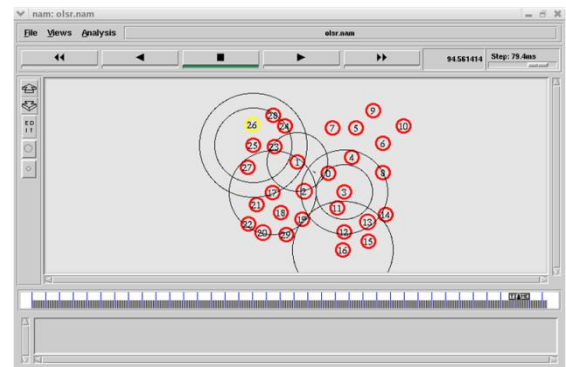 nam: olsr.nam
File Views Analysis olsr.nam
94.561414 Step: 79.4ms
9
28
26 24 7 5 10
6
25 23
4
1
27 0 8
17 2 3
21 11
18 14
19 13
22
20 29 12
15
16
ED
IT